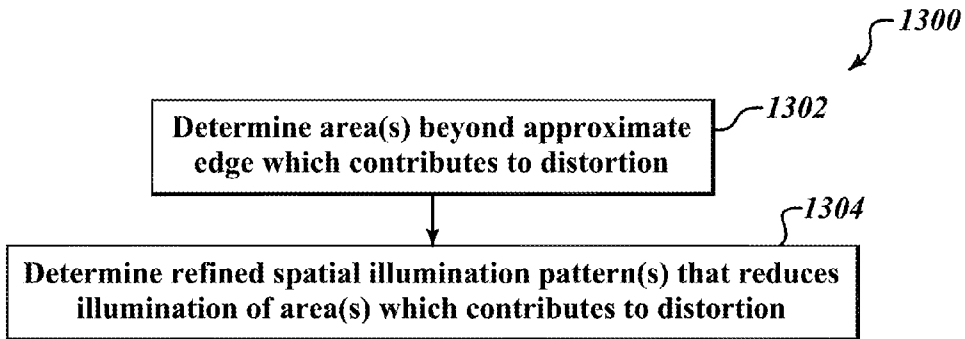 1300
1302
Determine area(s) beyond approximate
edge which contributes to distortion
1304
Determine refined spatial illumination pattern(s) that reduces
illumination of area(s) which contributes to distortion